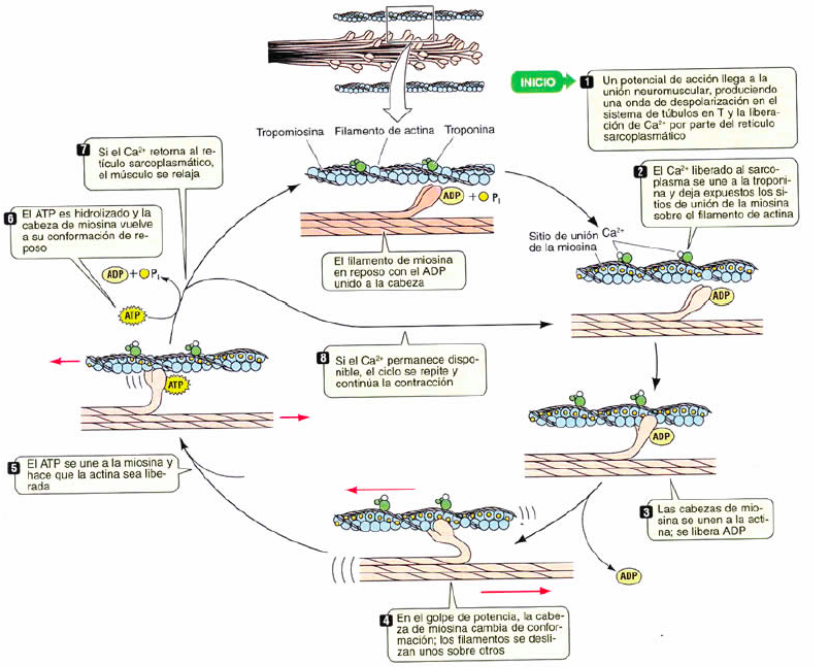 INICIO
1 Un potencial de acción llega a la
unión neuromuscular, produciendo
una onda de despolarización en el
sistema de túbulos en T y la libera-
ción de Ca²⁺ por parte del retículo
sarcoplasmático
Tropomiosina Filamento de actina Troponina
ADP + Pi
El filamento de miosina
en reposo con el ADP
unido a la cabeza
2 El Ca²⁺ liberado al sarco-
plasma se une a la troponi-
na y deja expuestos los si-
tios de unión de la miosina
sobre el filamento de actina
Sitio de unión
de la miosina
Ca²⁺
ADP
ADP
3 Las cabezas de mio-
sina se unen a la acti-
na; se libera ADP
ADP
4 En el golpe de potencia, la cabe-
za de miosina cambia de confor-
mación; los filamentos se desli-
zan unos sobre otros
5 El ATP se une a la miosina y
hace que la actina sea libe-
rada
ATP
6 El ATP es hidrolizado y la
cabeza de miosina vuelve
a su conformación de re-
poso
ADP + Pi
ATP
7 Si el Ca²⁺ retorna al re-
tículo sarcoplasmático,
el músculo se relaja
8 Si el Ca²⁺ permanece dispo-
nible, el ciclo se repite y
continúa la contracción